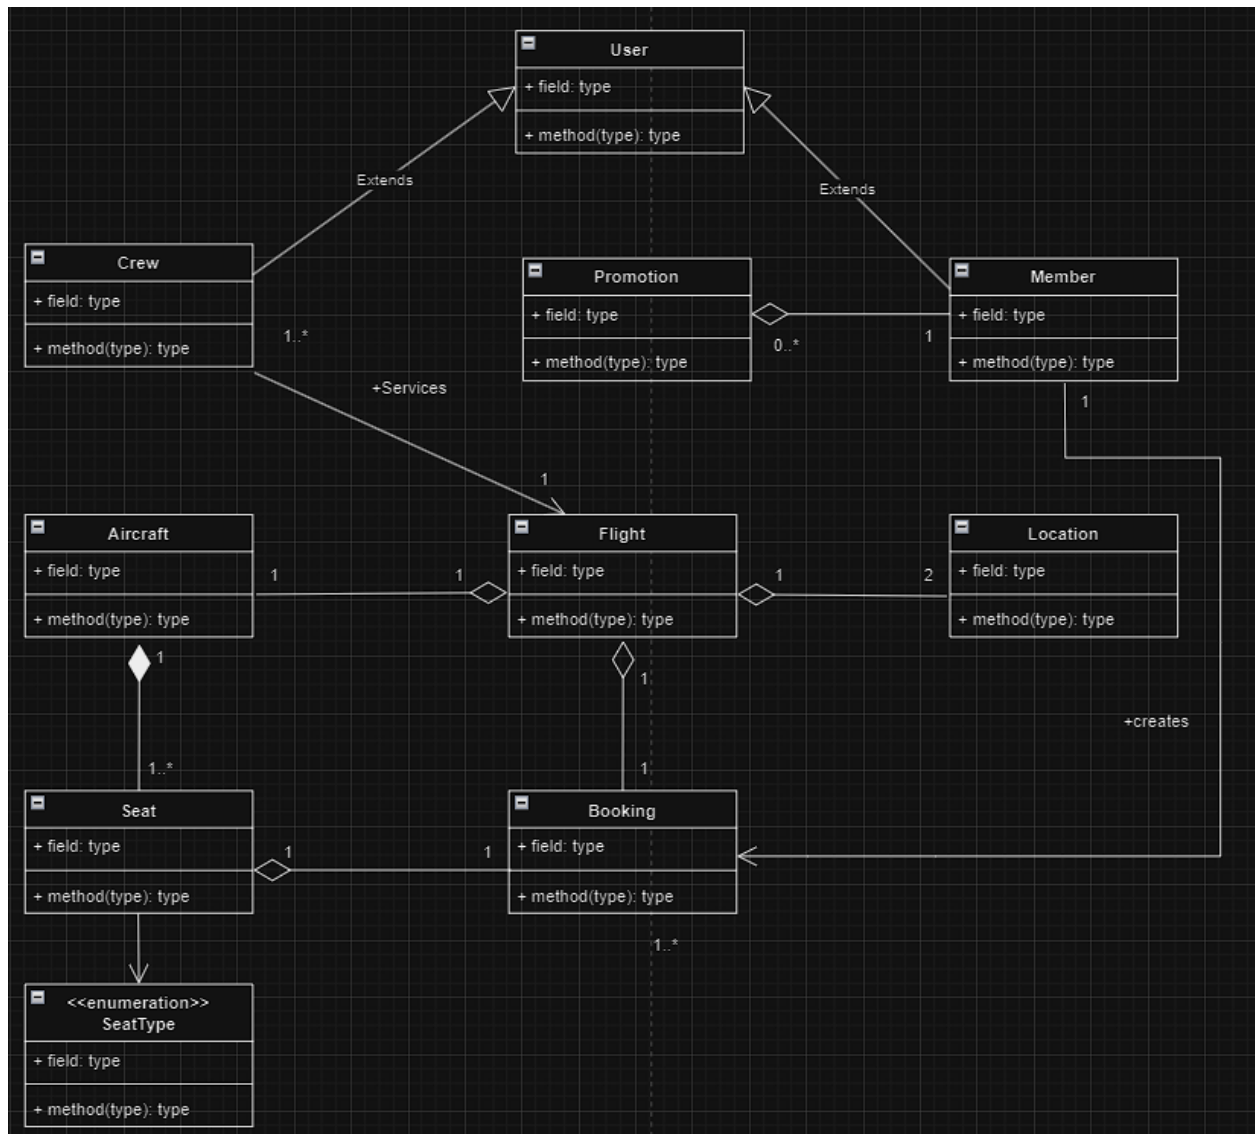 User
+ field: type
+ method(type): type
Extends
Extends
Crew
+ field: type
+ method(type): type
1..*
Promotion
+ field: type
+ method(type): type
0..*
1
Member
+ field: type
+ method(type): type
1
+Services
1
Aircraft
+ field: type
+ method(type): type
1
1
1
Flight
+ field: type
+ method(type): type
1
2
1
Location
+ field: type
+ method(type): type
+creates
1..*
1
Seat
+ field: type
+ method(type): type
1
1
Booking
+ field: type
+ method(type): type
1..*
<<enumeration>>
SeatType
+ field: type
+ method(type): type